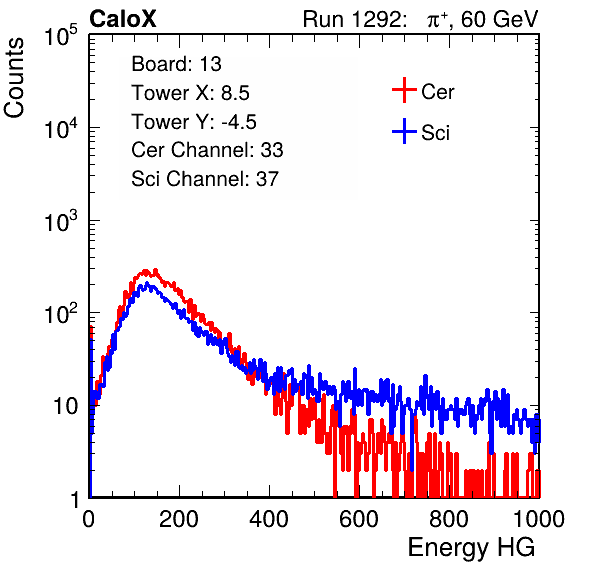 CaloX Run 1292: π⁺, 60 GeV
Counts
10⁵
10⁴
10³
10²
10
1
Board: 13
Tower X: 8.5
Tower Y: -4.5
Cer Channel: 33
Sci Channel: 37
Cer
Sci
0 200 400 600 800 1000
Energy HG